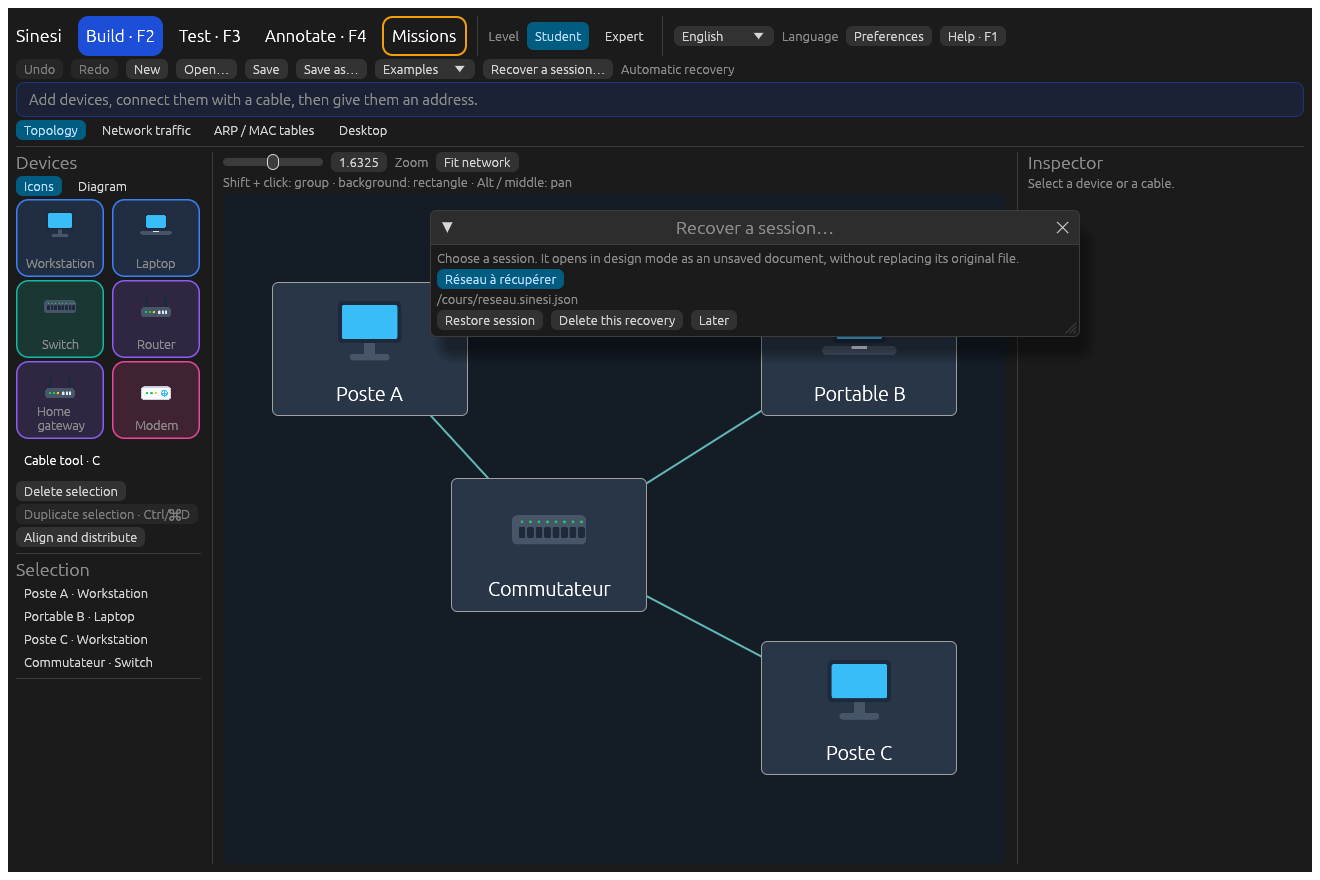 Sinesi Build · F2 Test · F3 Annotate · F4 Missions Level Student Expert English Language Preferences Help · F1
Undo Redo New Open… Save Save as… Examples Recover a session… Automatic recovery
Add devices, connect them with a cable, then give them an address.
Topology Network traffic ARP / MAC tables Desktop
Devices
Icons Diagram
Workstation Laptop
Switch Router
Home
gateway
Modem
Cable tool · C
Delete selection
Duplicate selection · Ctrl/⌘D
Align and distribute
Selection
Poste A · Workstation
Portable B · Laptop
Poste C · Workstation
Commutateur · Switch
1.6325 Zoom Fit network
Shift + click: group · background: rectangle · Alt / middle: pan
Recover a session…
Choose a session. It opens in design mode as an unsaved document, without replacing its original file.
Réseau à récupérer
/cours/reseau.sinesi.json
Restore session Delete this recovery Later
Poste A
Portable B
Commutateur
Poste C
Inspector
Select a device or a cable.